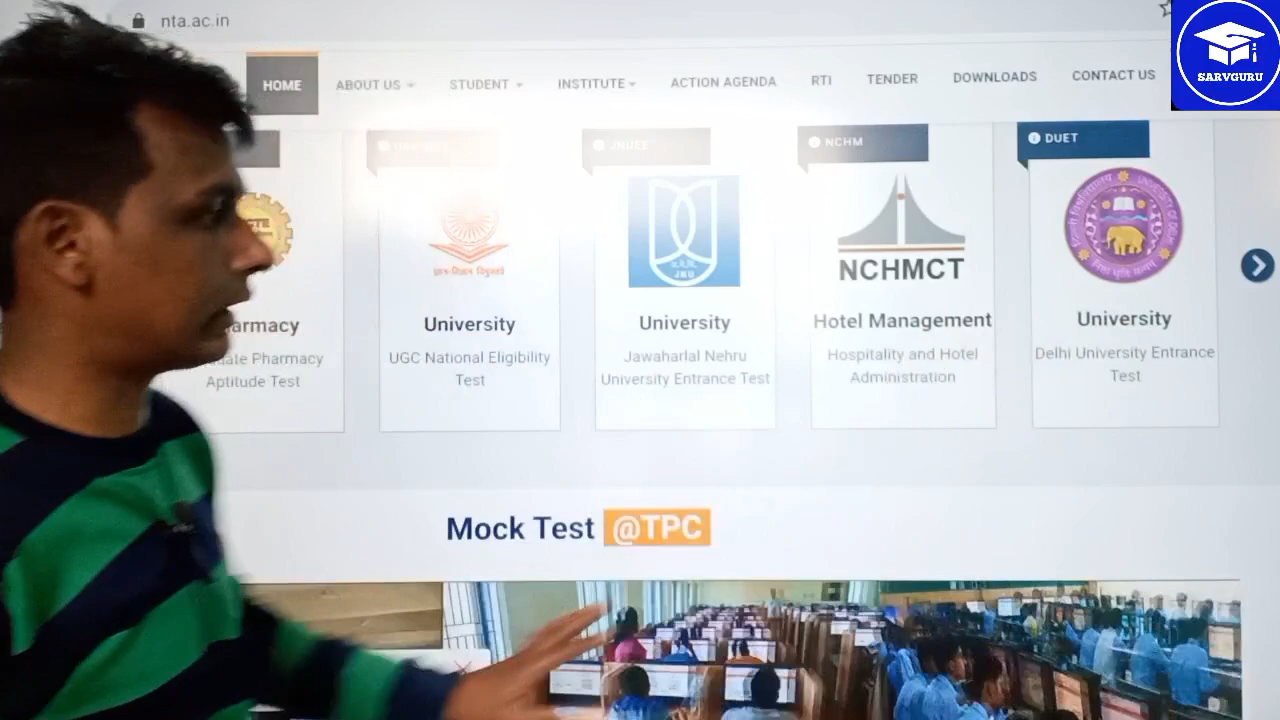 nta.ac.in
SARVGURU
HOME
ABOUT US
STUDENT
INSTITUTE
ACTION AGENDA
RTI
TENDER
DOWNLOADS
CONTACT US
NCHM
DUET
JNU
NCHMCT
University
University
Hotel Management
University
UGC National Eligibility
Test
Jawaharlal Nehru
University Entrance Test
Hospitality and Hotel
Administration
Delhi University Entrance
Test
Pharmacy
Aptitude Test
Mock Test @TPC